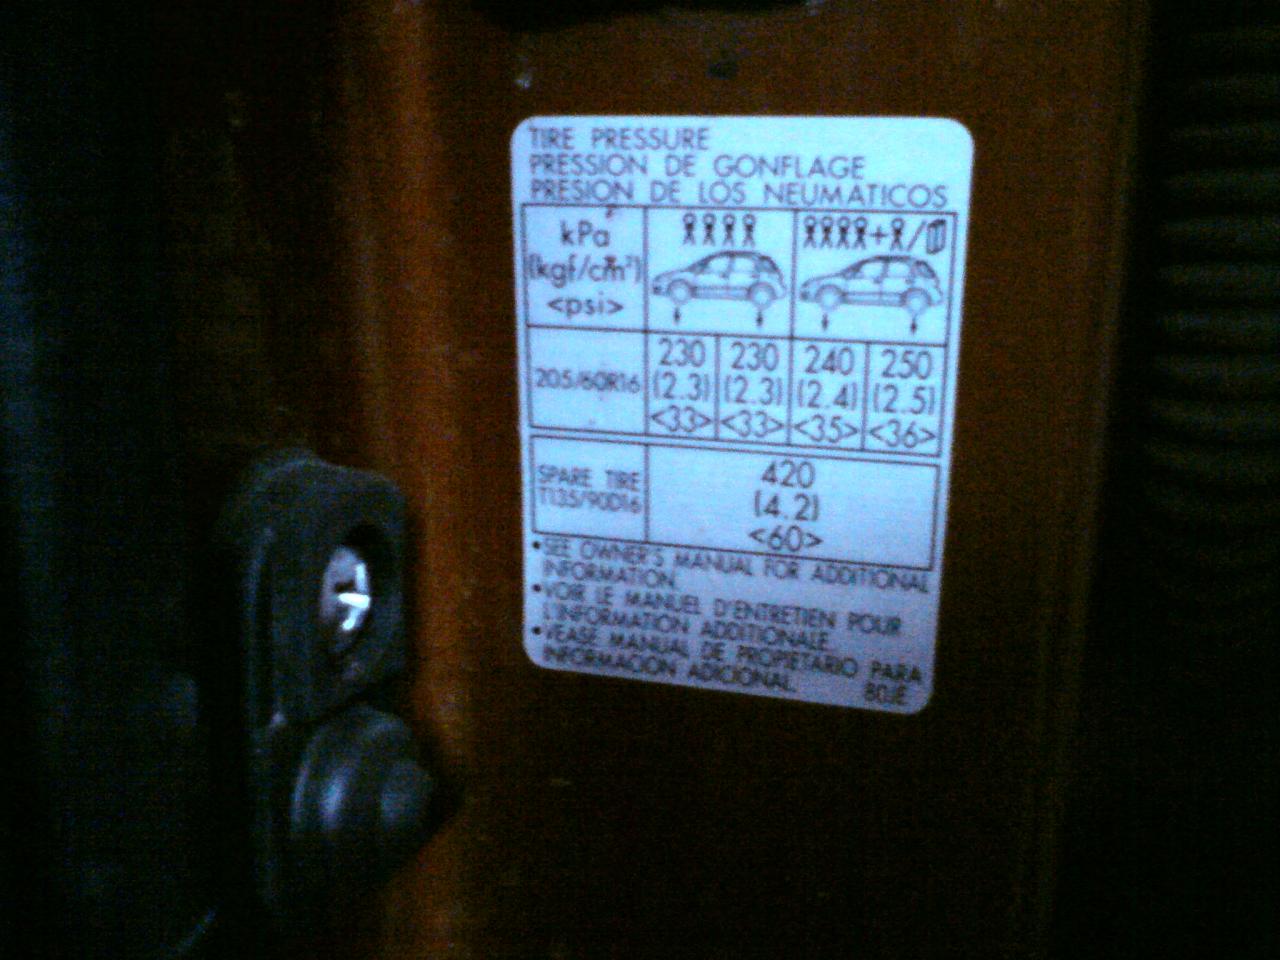 TIRE PRESSURE
PRESSION DE GONFLAGE
PRESION DE LOS NEUMATICOS
kPa
(kgf/cm²)
<psi>
+ /
205/60R16
230 230 240 250
(2.3) (2.3) (2.4) (2.5)
<33> <33> <35> <36>
SPARE TIRE
T135/90D16
420
(4.2)
<60>
•SEE OWNER'S MANUAL FOR ADDITIONAL
INFORMATION.
•VOIR LE MANUEL D'ENTRETIEN POUR
L'INFORMATION ADDITIONALE.
•VEASE MANUAL DE PROPIETARIO PARA
INFORMACION ADICIONAL. 80JE